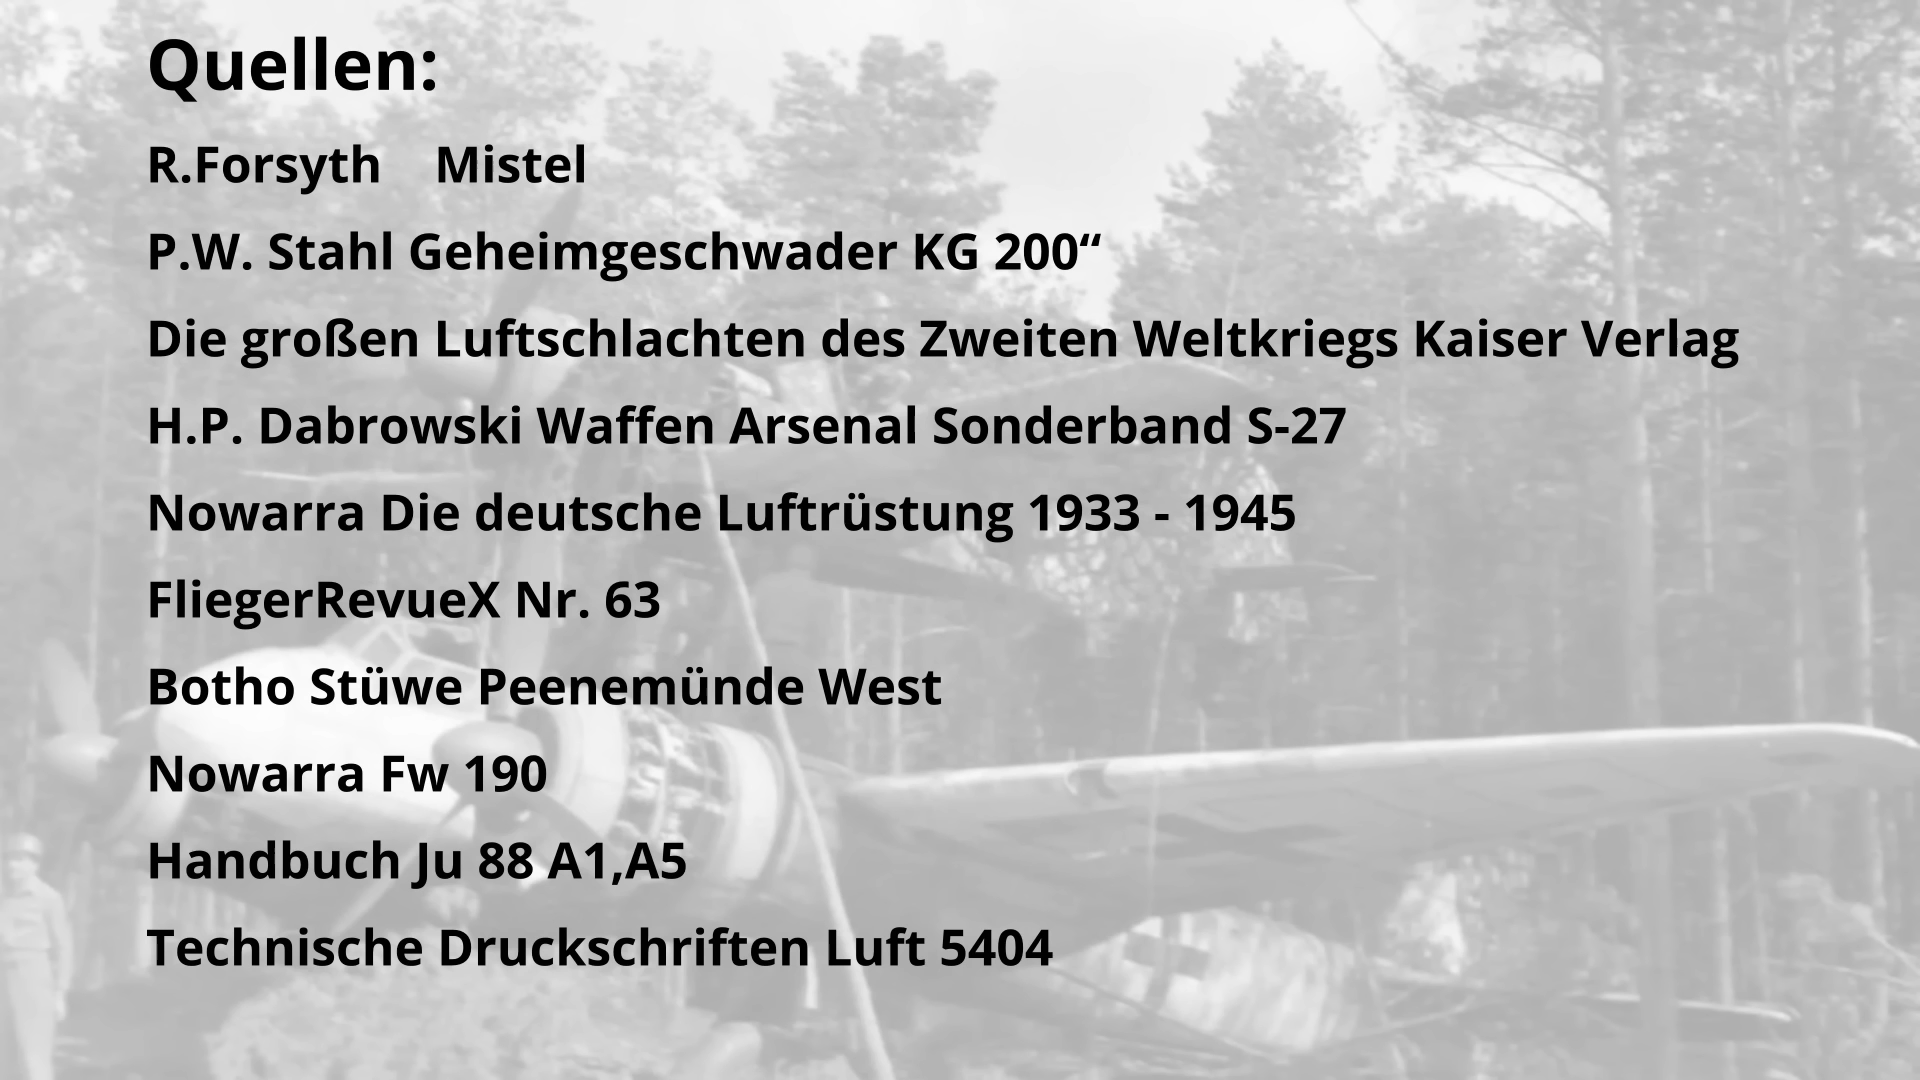 Quellen:
R.Forsyth    Mistel
P.W. Stahl Geheimgeschwader KG 200“
Die großen Luftschlachten des Zweiten Weltkriegs Kaiser Verlag
H.P. Dabrowski Waffen Arsenal Sonderband S-27
Nowarra Die deutsche Luftrüstung 1933 - 1945
FliegerRevueX Nr. 63
Botho Stüwe Peenemünde West
Nowarra Fw 190
Handbuch Ju 88 A1,A5
Technische Druckschriften Luft 5404